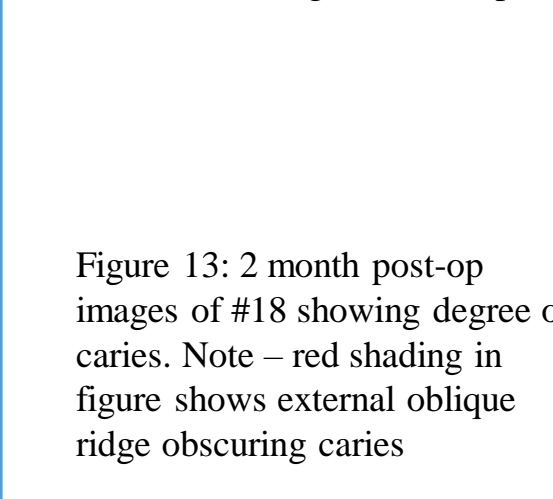 Figure 13: 2 month post-op
images of #18 showing degree
caries. Note – red shading in
figure shows external oblique
ridge obscuring caries